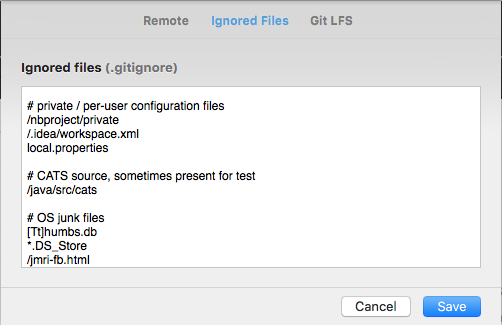 Remote Ignored Files Git LFS
Ignored files (.gitignore)
# private / per-user configuration files
/nbproject/private
/.idea/workspace.xml
local.properties
# CATS source, sometimes present for test
/java/src/cats
# OS junk files
[Tt]humbs.db
*.DS_Store
/jmri-fb.html
Cancel Save